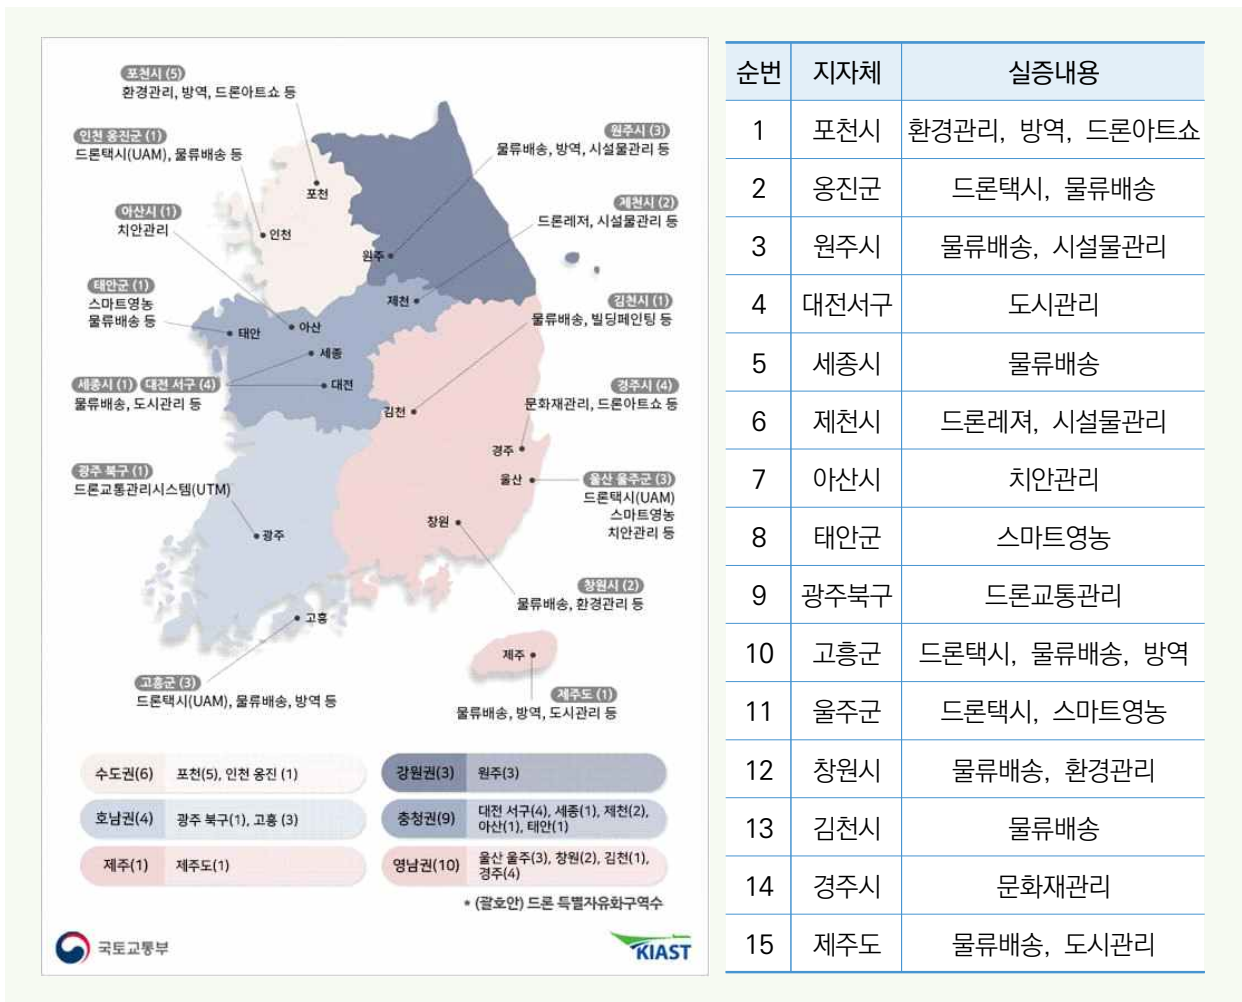 포천시 (5)
환경관리, 방역, 드론아트쇼 등
인천 옹진군 (1)
드론택시(UAM), 물류배송 등
아산시 (1)
치안관리
태안군 (1)
스마트영농
물류배송 등
세종시 (1) 대전 서구 (4)
물류배송, 도시관리 등
광주 북구 (1)
드론교통관리시스템(UTM)
고흥군 (3)
드론택시(UAM), 물류배송, 방역 등
원주시 (3)
물류배송, 방역, 시설물관리 등
제천시 (2)
드론레저, 시설물관리 등
김천시 (1)
물류배송, 빌딩페인팅 등
경주시 (4)
문화재관리, 드론아트쇼 등
울산 울주군 (3)
드론택시(UAM)
스마트영농
치안관리 등
창원시 (2)
물류배송, 환경관리 등
제주도 (1)
물류배송, 방역, 도시관리 등
포천
인천
원주
제천
아산
태안
세종
대전
김천
경주
울산
창원
광주
고흥
제주
수도권(6) 포천(5), 인천 옹진 (1)
강원권(3) 원주(3)
호남권(4) 광주 북구(1), 고흥 (3)
충청권(9) 대전 서구(4), 세종(1), 제천(2),
아산(1), 태안(1)
제주(1) 제주도(1)
영남권(10) 울산 울주(3), 창원(2), 김천(1),
경주(4)
* (괄호안) 드론 특별자유화구역수
국토교통부
KIAST
순번 지자체 실증내용
1 포천시 환경관리, 방역, 드론아트쇼
2 옹진군 드론택시, 물류배송
3 원주시 물류배송, 시설물관리
4 대전서구 도시관리
5 세종시 물류배송
6 제천시 드론레져, 시설물관리
7 아산시 치안관리
8 태안군 스마트영농
9 광주북구 드론교통관리
10 고흥군 드론택시, 물류배송, 방역
11 울주군 드론택시, 스마트영농
12 창원시 물류배송, 환경관리
13 김천시 물류배송
14 경주시 문화재관리
15 제주도 물류배송, 도시관리